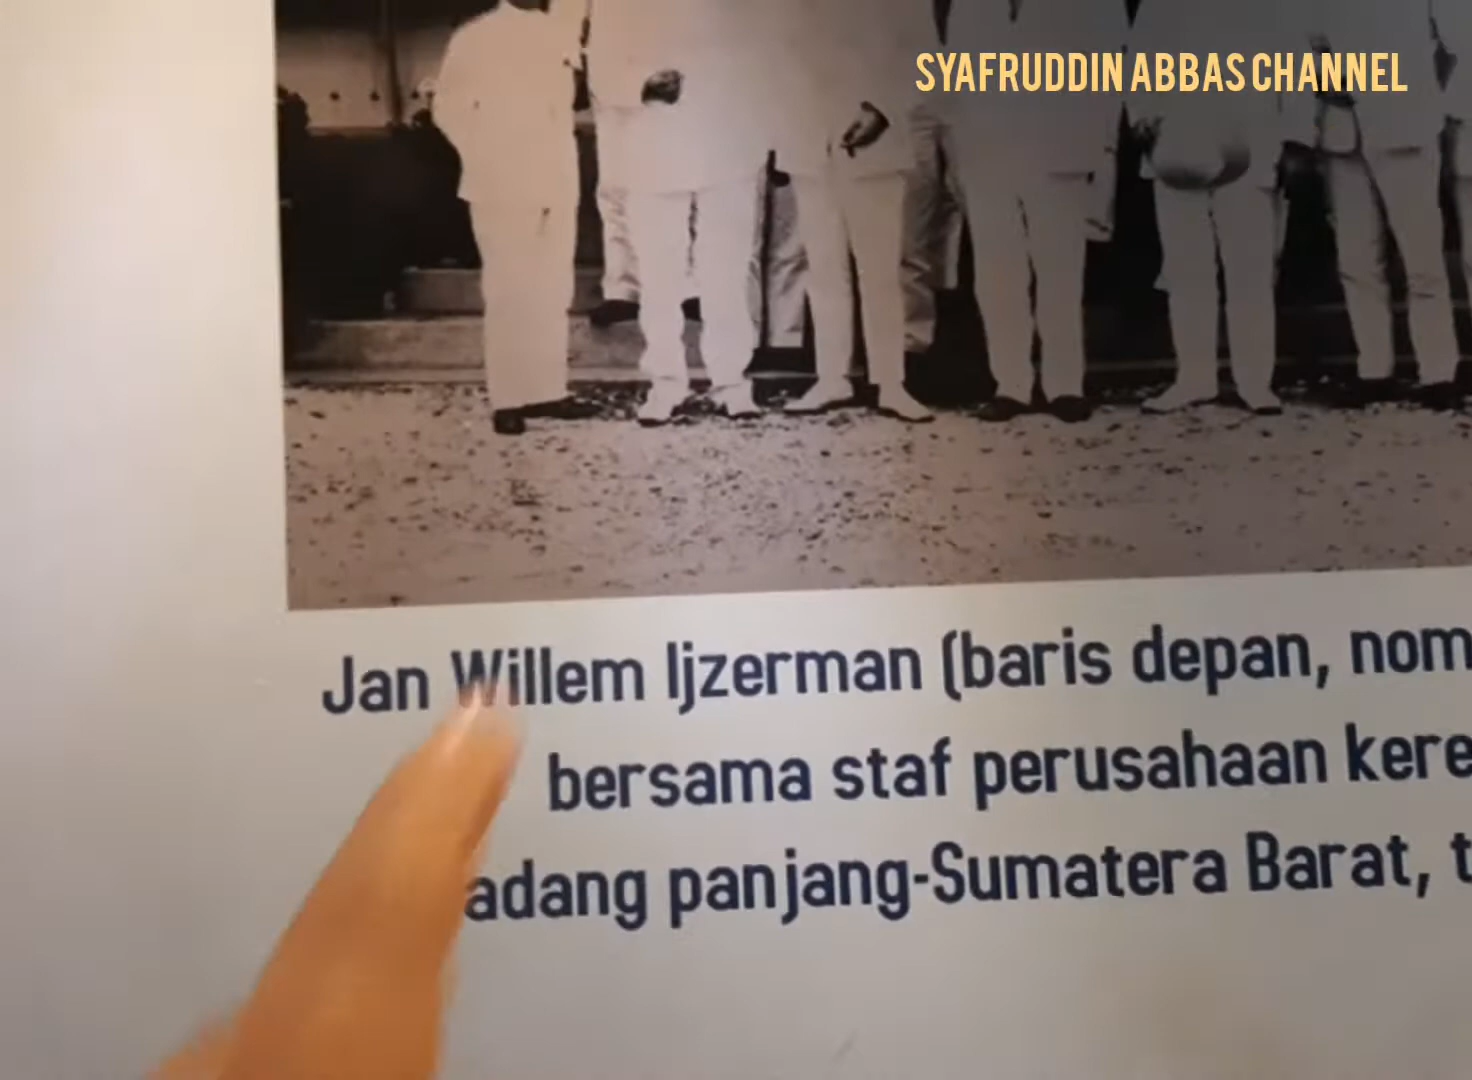 SYAFRUDDIN ABBAS CHANNEL
Jan Willem Ijzerman (baris depan, nom
bersama staf perusahaan kere
adang panjang-Sumatera Barat, t